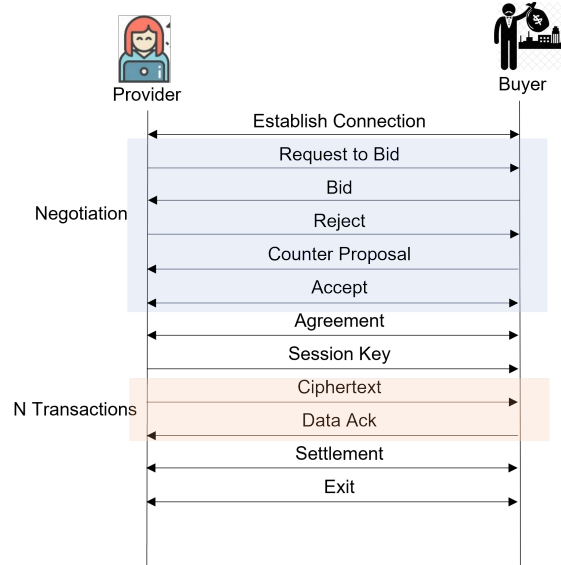 Provider
Buyer
Establish Connection
Request to Bid
Bid
Negotiation
Reject
Counter Proposal
Accept
Agreement
Session Key
Ciphertext
N Transactions
Data Ack
Settlement
Exit